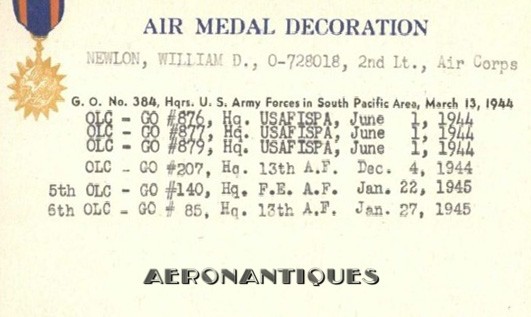 AIR MEDAL DECORATION
NEWLON, WILLIAM D., O-728018, 2nd Lt., Air Corps
G. O. No. 384, Hqrs. U. S. Army Forces in South Pacific Area, March 13, 1944
OLC - GO #876, Hq. USAFISPA, June 1, 1944
OLC - GO #877, Hq. USAFISPA, June 1, 1944
OLC - GO #879, Hq. USAFISPA, June 1, 1944
OLC - GO #207, Hq. 13th A.F. Dec. 4, 1944
5th OLC - GO #140, Hq. F.E. A.F. Jan. 22, 1945
6th OLC - GO # 85, Hq. 13th A.F. Jan. 27, 1945
AERONANTIQUES